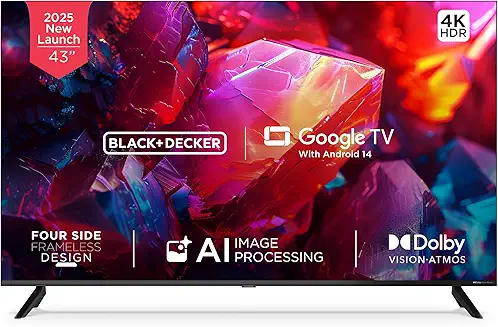 2025
New
Launch
43”
4K
HDR
BLACK+DECKER
Google TV
With Android 14
FOUR SIDE
FRAMELESS
DESIGN
AI IMAGE
PROCESSING
Dolby
VISION·ATMOS